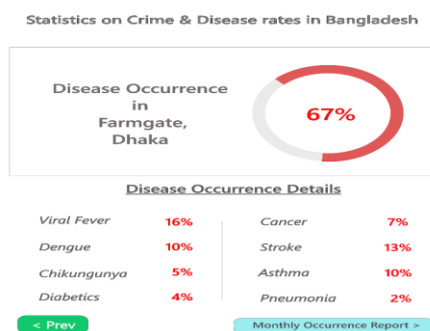 Statistics on Crime & Disease rates in Bangladesh
Disease Occurrence
in
Farmgate,
Dhaka
67%
Disease Occurrence Details
Viral Fever 16%
Dengue 10%
Chikungunya 5%
Diabetics 4%
Cancer 7%
Stroke 13%
Asthma 10%
Pneumonia 2%
< Prev
Monthly Occurrence Report >